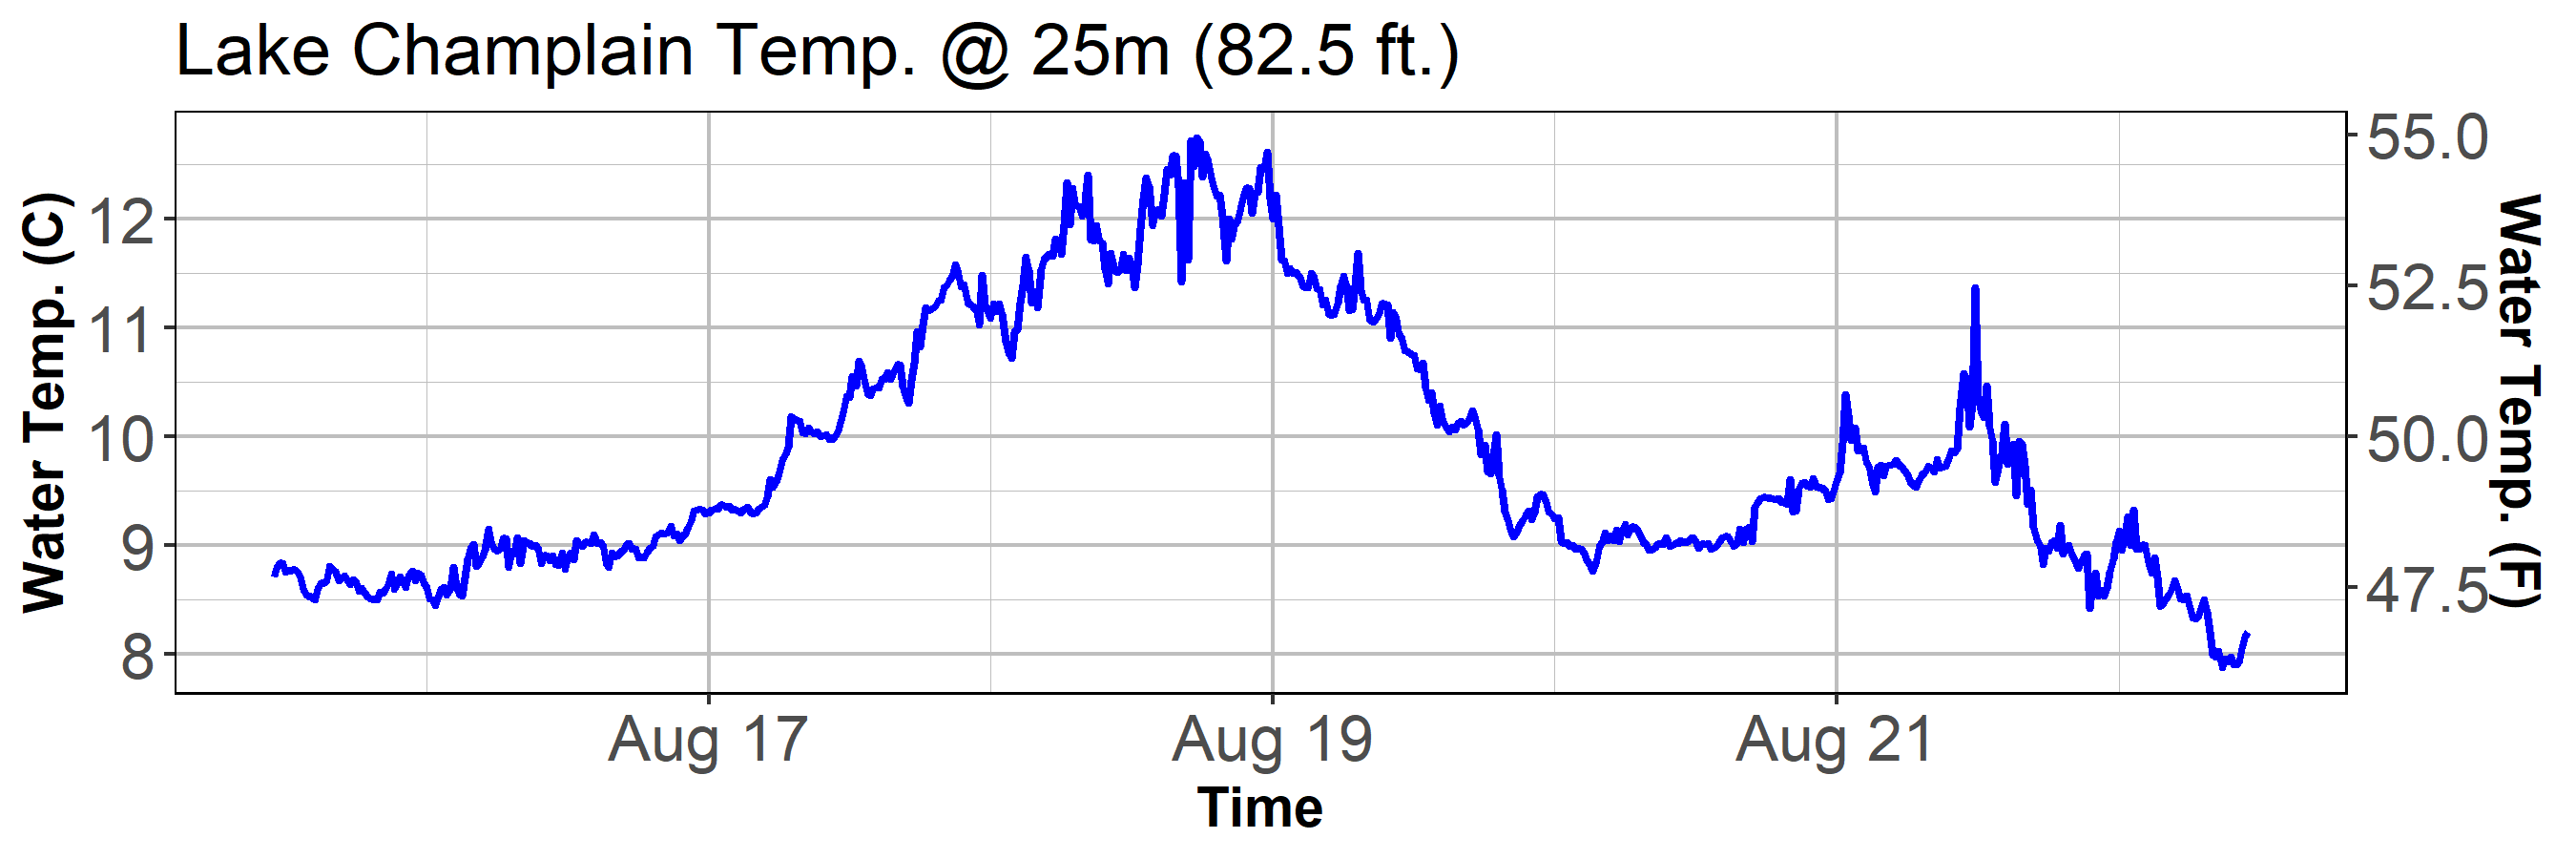 Lake Champlain Temp. @ 25m (82.5 ft.)
Water Temp. (C)
12
11
10
9
8
55.0
52.5
50.0
47.5
Water Temp. (F)
Aug 17 Aug 19 Aug 21
Time